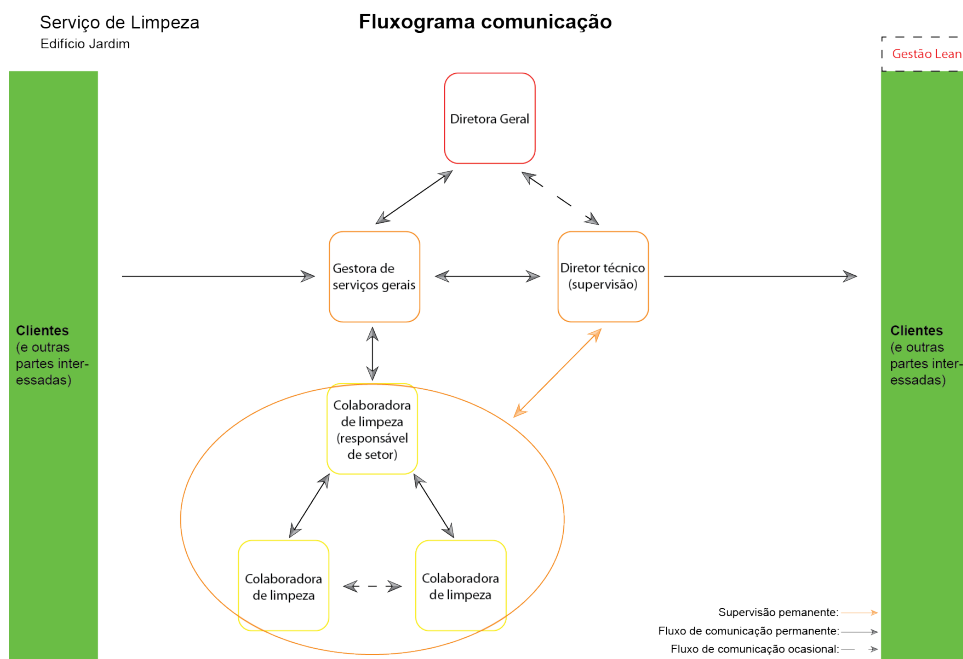 Serviço de Limpeza
Edifício Jardim
Fluxograma comunicação
Gestão Lean
Diretora Geral
Gestora de
serviços gerais
Diretor técnico
(supervisão)
Clientes
(e outras
partes inter-
essadas)
Clientes
(e outras
partes inter-
essadas)
Colaboradora
de limpeza
(responsável
de setor)
Colaboradora
de limpeza
Colaboradora
de limpeza
Supervisão pemanente:
Fluxo de comunicação permanente:
Fluxo de comunicação ocasional: